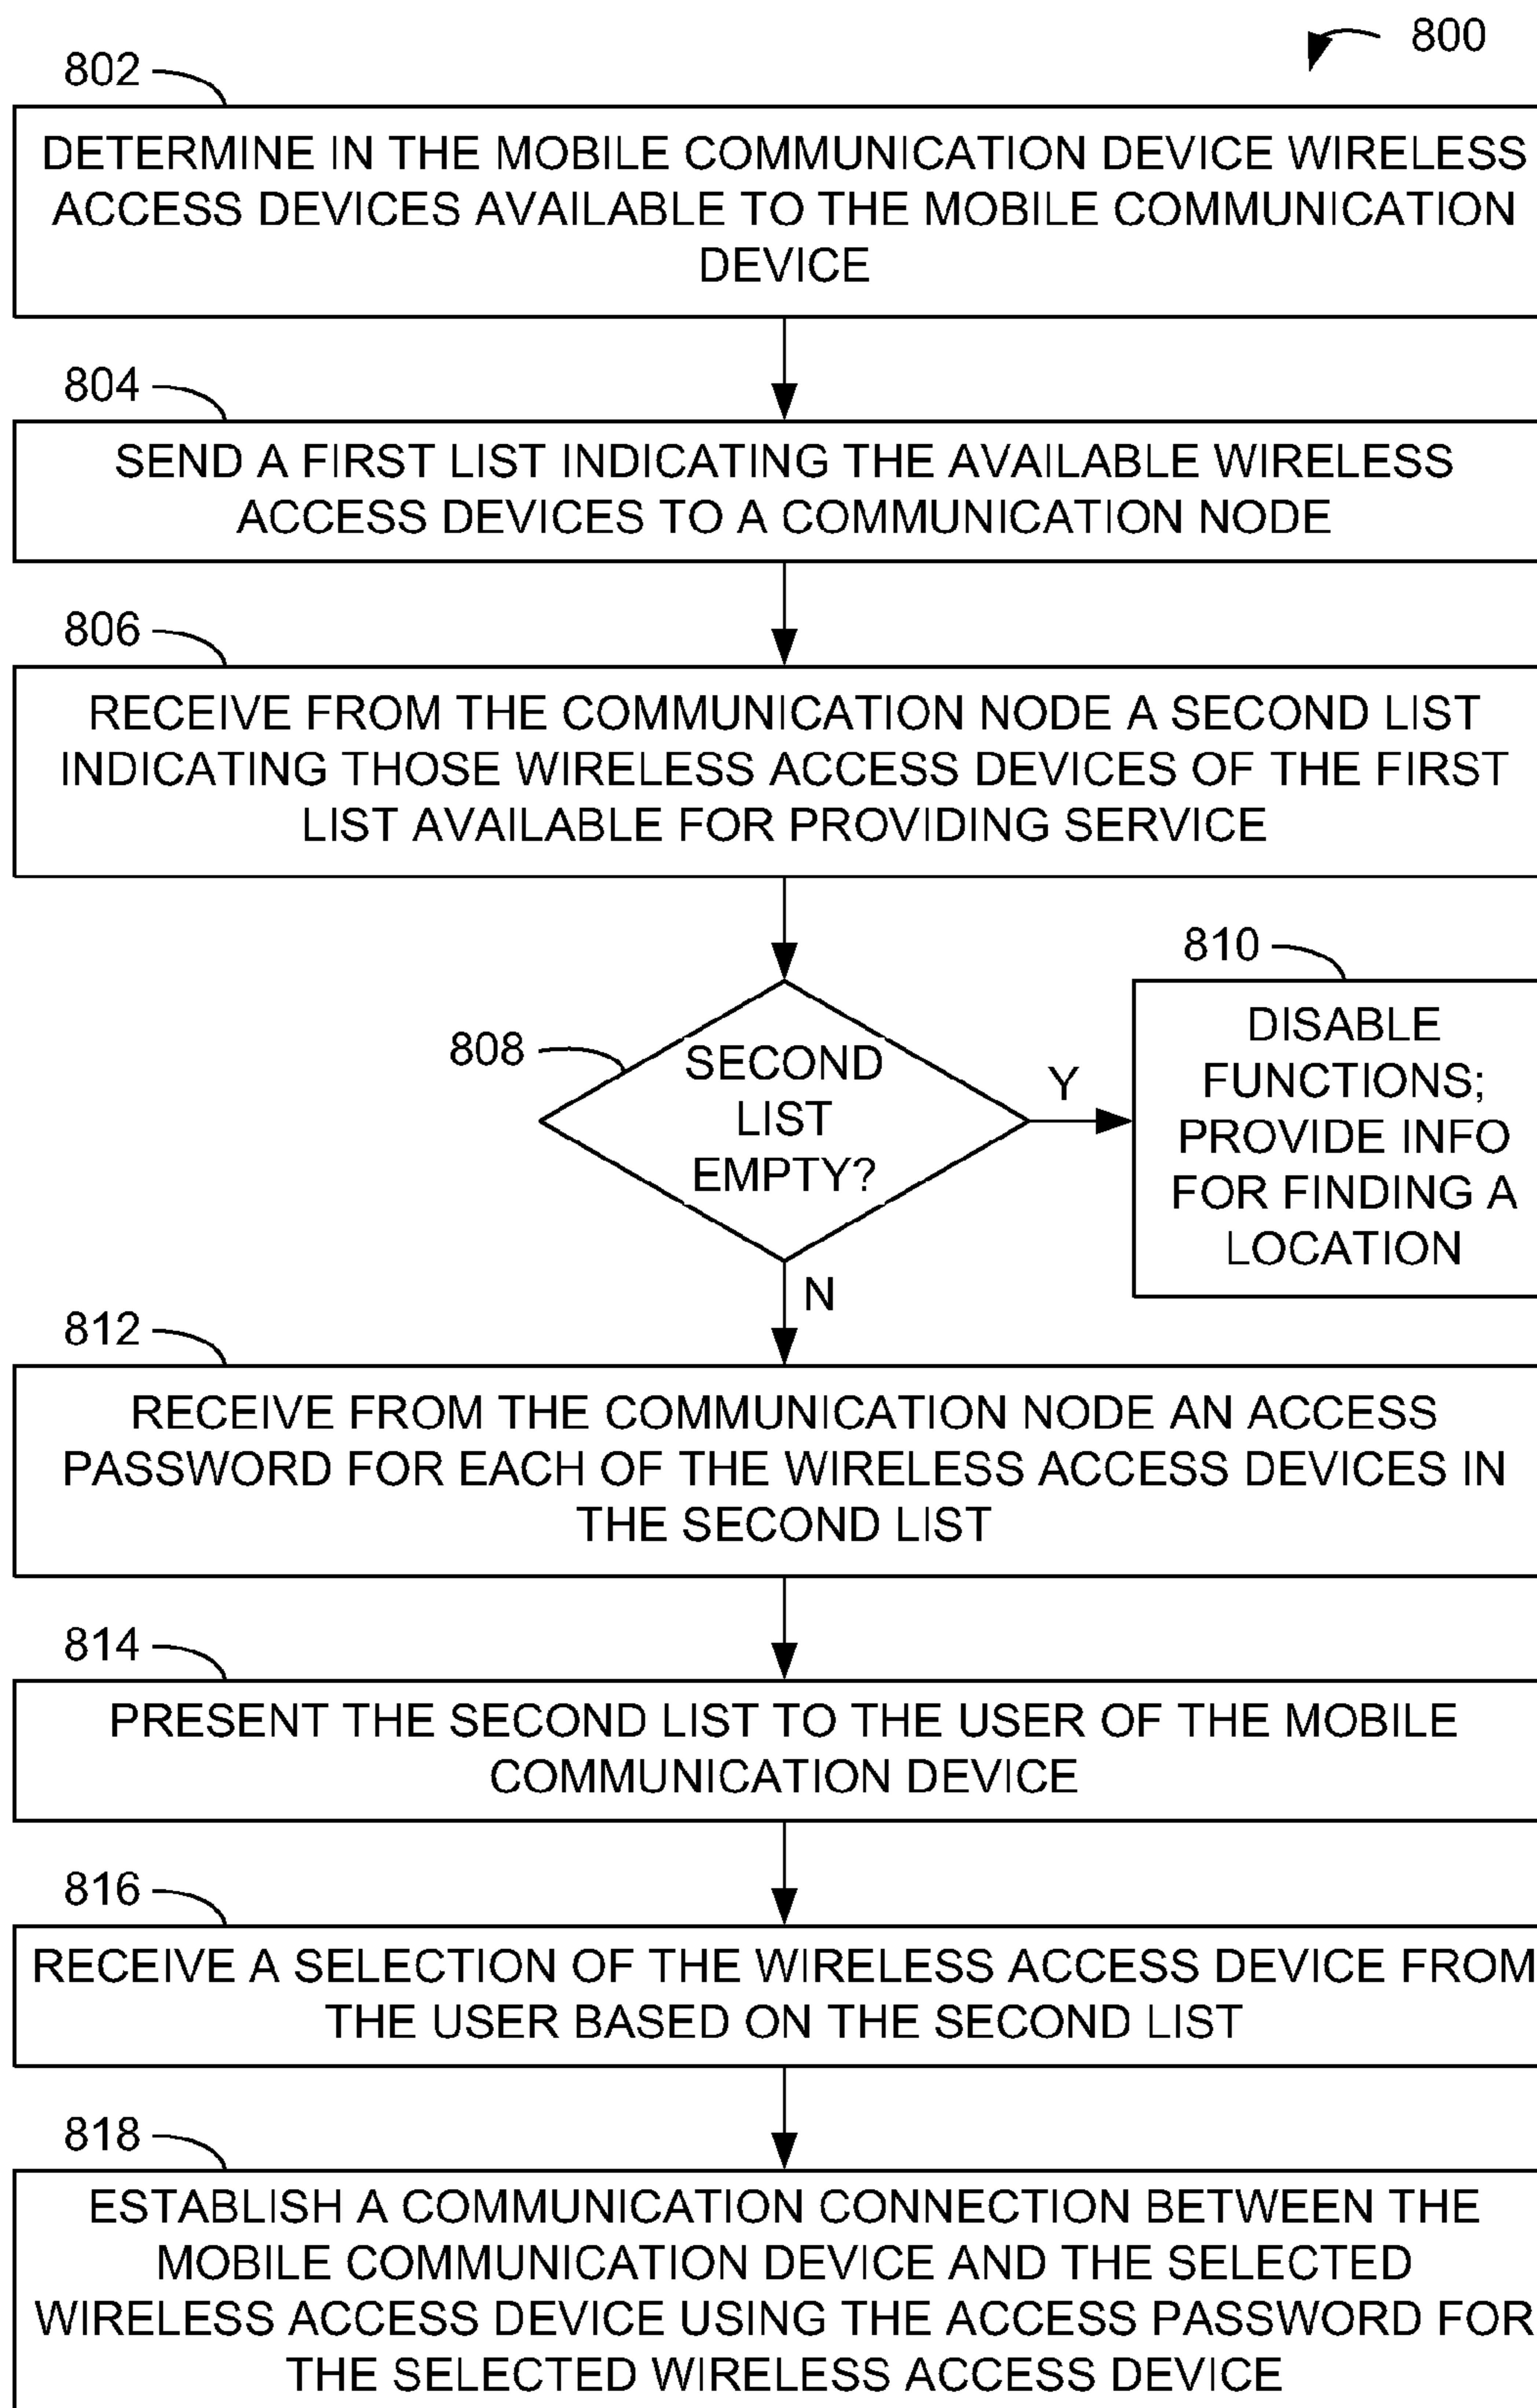 800
802
DETERMINE IN THE MOBILE COMMUNICATION DEVICE WIRELESS
ACCESS DEVICES AVAILABLE TO THE MOBILE COMMUNICATION
DEVICE
804
SEND A FIRST LIST INDICATING THE AVAILABLE WIRELESS
ACCESS DEVICES TO A COMMUNICATION NODE
806
RECEIVE FROM THE COMMUNICATION NODE A SECOND LIST
INDICATING THOSE WIRELESS ACCESS DEVICES OF THE FIRST
LIST AVAILABLE FOR PROVIDING SERVICE
808
SECOND
LIST
EMPTY?
Y
N
810
DISABLE
FUNCTIONS;
PROVIDE INFO
FOR FINDING A
LOCATION
812
RECEIVE FROM THE COMMUNICATION NODE AN ACCESS
PASSWORD FOR EACH OF THE WIRELESS ACCESS DEVICES IN
THE SECOND LIST
814
PRESENT THE SECOND LIST TO THE USER OF THE MOBILE
COMMUNICATION DEVICE
816
RECEIVE A SELECTION OF THE WIRELESS ACCESS DEVICE FROM
THE USER BASED ON THE SECOND LIST
818
ESTABLISH A COMMUNICATION CONNECTION BETWEEN THE
MOBILE COMMUNICATION DEVICE AND THE SELECTED
WIRELESS ACCESS DEVICE USING THE ACCESS PASSWORD FOR
THE SELECTED WIRELESS ACCESS DEVICE